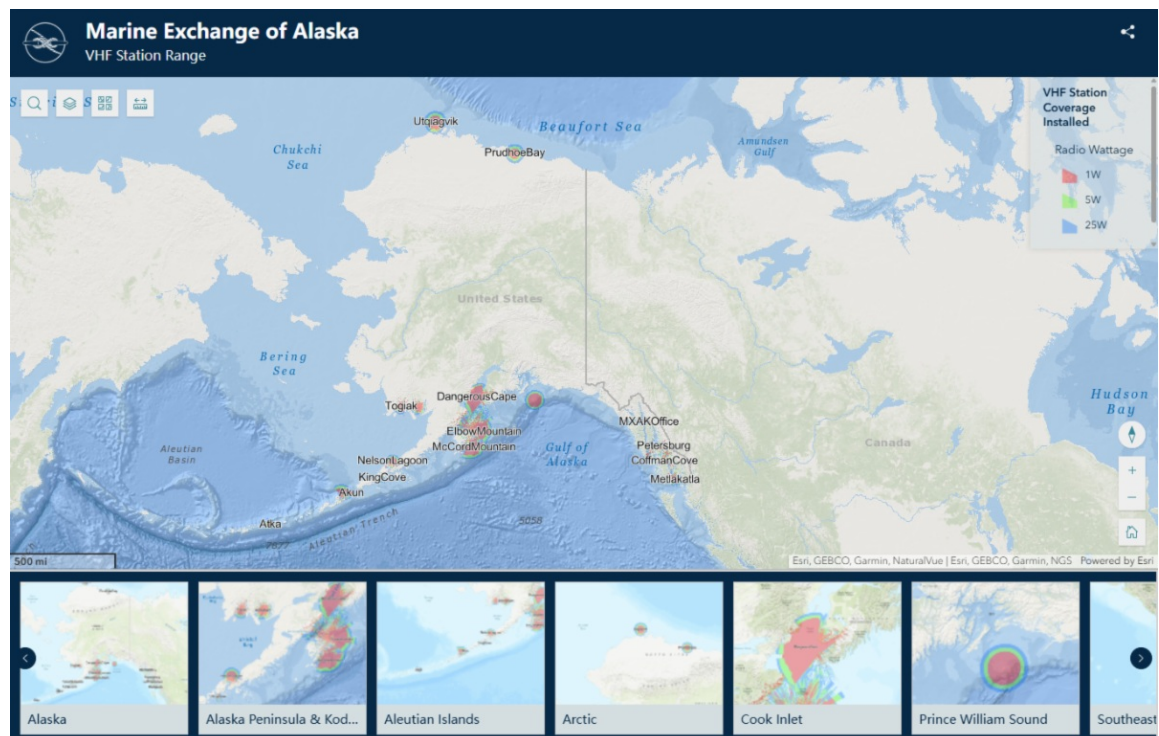 Marine Exchange of Alaska
VHF Station Range
VHF Station
Coverage
Installed
Radio Wattage
1W
5W
25W
Utqiagvik
Beaufort Sea
Amundsen
Gulf
Chukchi
Sea
PrudhoeBay
United States
Bering
Sea
Hudson
Bay
DangerousCape
Togiak
MXAKOffice
ElbowMountain
Petersburg
McCordMountain
Gulf of
Alaska
CoffmanCove
Canada
Aleutian
Basin
NelsonLagoon
KingCove
Metlakatla
Akun
Atka
Aleutian Trench
5058
500 mi
Esri, GEBCO, Garmin, NaturalVue | Esri, GEBCO, Garmin, NGS Powered by Esri
Alaska
Alaska Peninsula & Kod...
Aleutian Islands
Arctic
Cook Inlet
Prince William Sound
Southeast